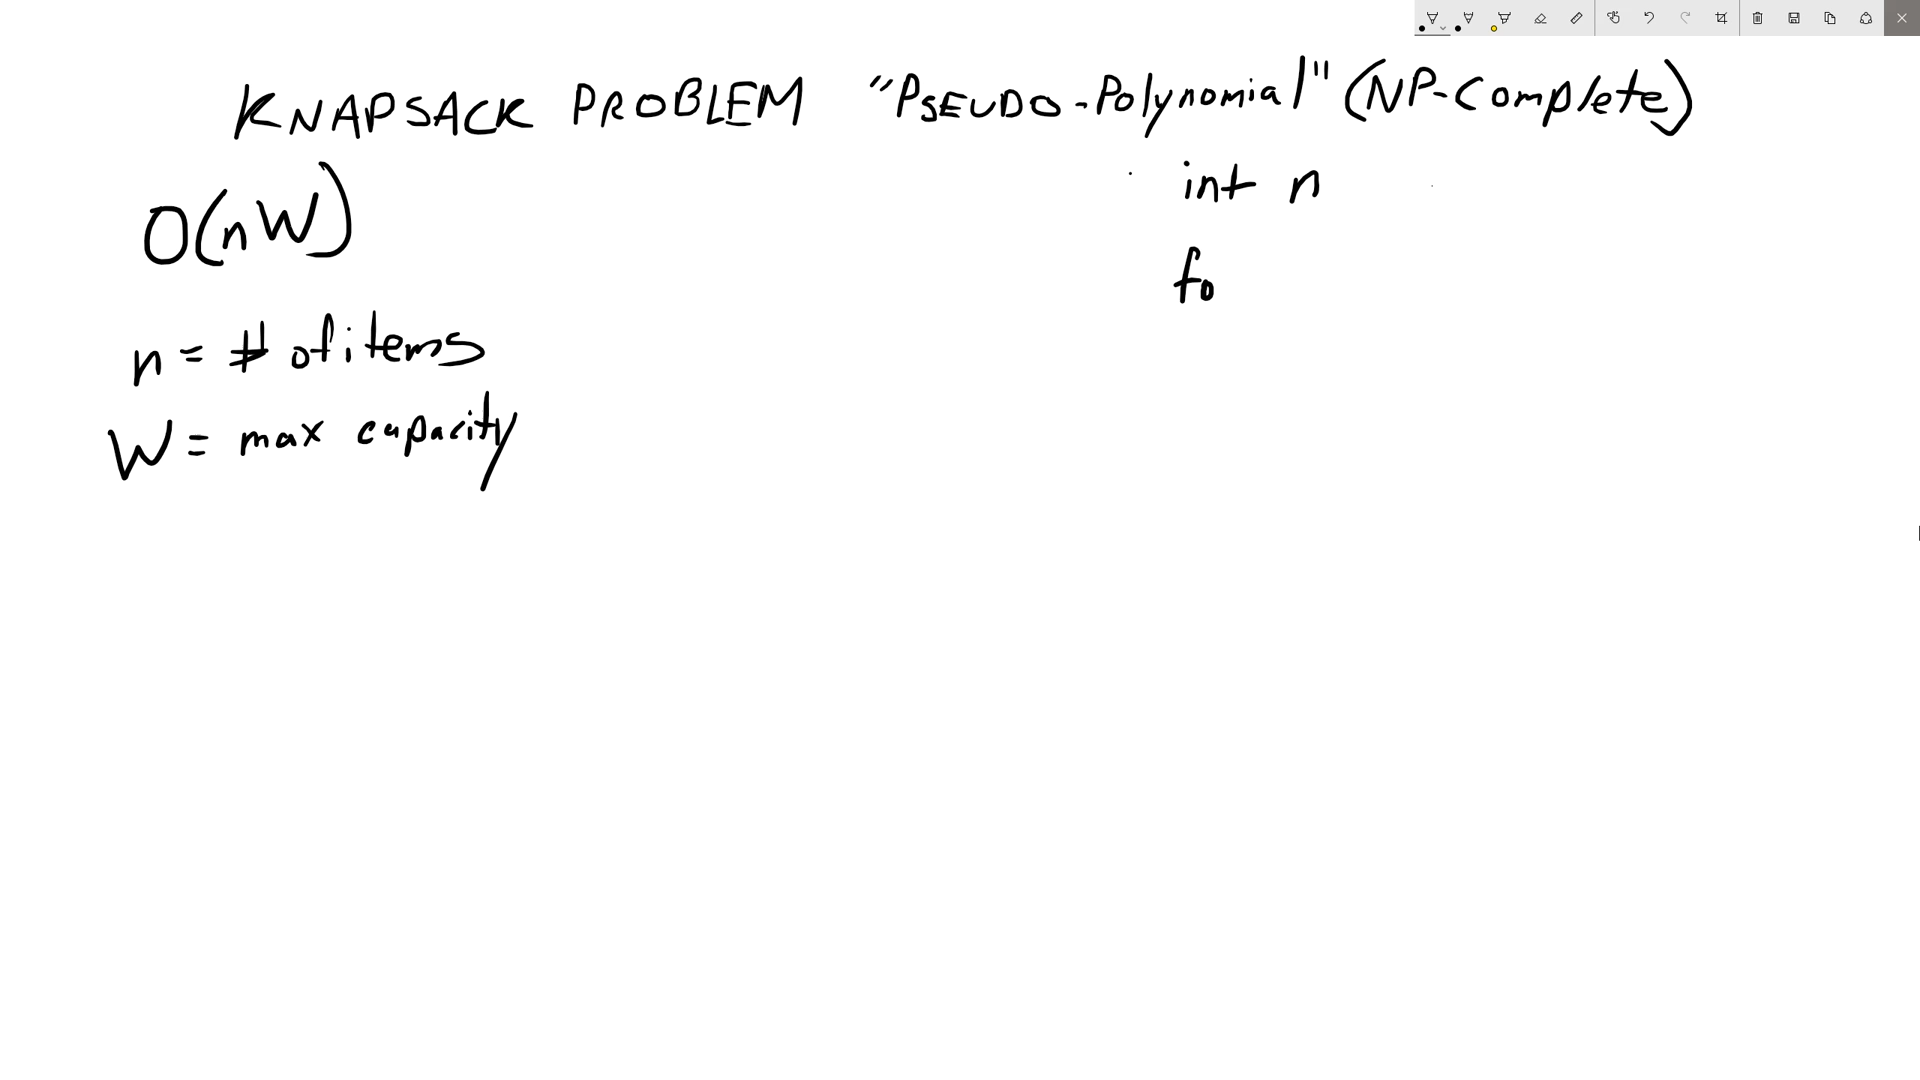 KNAPSACK PROBLEM "PSEUDO-Polynomial" (NP-Complete)
O(nW)
n = # of items
W = max capacity
int n
fo